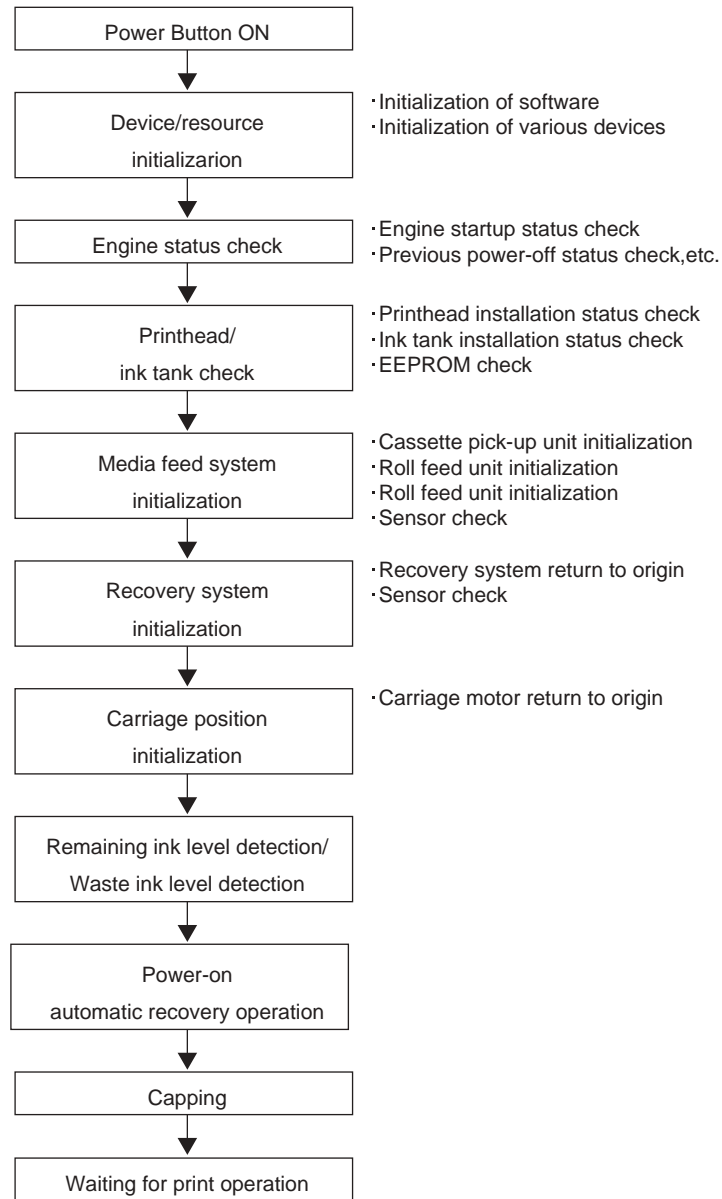 Power Button ON
Device/resource
initializarion
·Initialization of software
·Initialization of various devices
Engine status check
·Engine startup status check
·Previous power-off status check,etc.
Printhead/
ink tank check
·Printhead installation status check
·Ink tank installation status check
·EEPROM check
Media feed system
initialization
·Cassette pick-up unit initialization
·Roll feed unit initialization
·Roll feed unit initialization
·Sensor check
Recovery system
initialization
·Recovery system return to origin
·Sensor check
Carriage position
initialization
·Carriage motor return to origin
Remaining ink level detection/
Waste ink level detection
Power-on
automatic recovery operation
Capping
Waiting for print operation